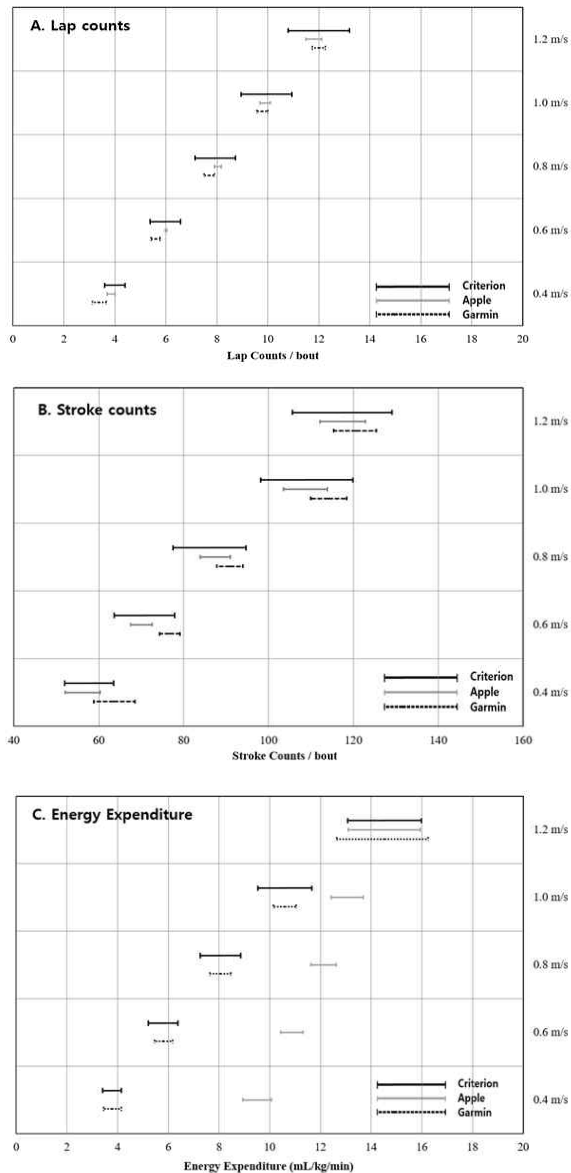 A. Lap counts
1.2 m/s
1.0 m/s
0.8 m/s
0.6 m/s
0.4 m/s
Criterion
Apple
Garmin
0 2 4 6 8 10 12 14 16 18 20
Lap Counts / bout
B. Stroke counts
1.2 m/s
1.0 m/s
0.8 m/s
0.6 m/s
0.4 m/s
Criterion
Apple
Garmin
40 60 80 100 120 140 160
Stroke Counts / bout
C. Energy Expenditure
1.2 m/s
1.0 m/s
0.8 m/s
0.6 m/s
0.4 m/s
Criterion
Apple
Garmin
0 2 4 6 8 10 12 14 16 18 20
Energy Expenditure (mL/kg/min)